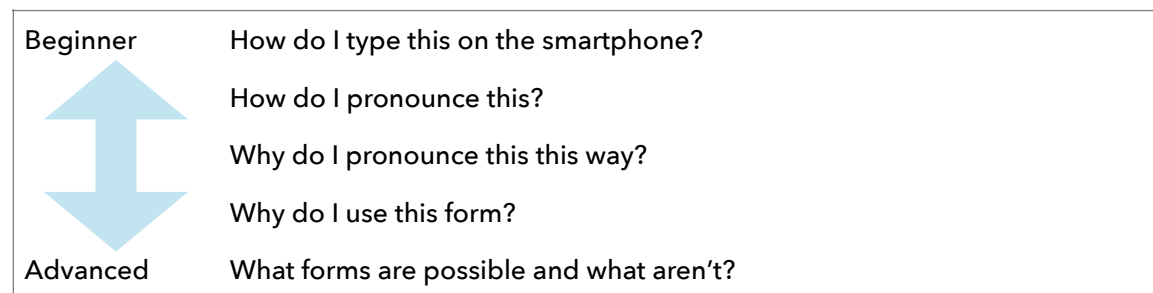 Beginner How do I type this on the smartphone?
How do I pronounce this?
Why do I pronounce this this way?
Why do I use this form?
Advanced What forms are possible and what aren't?